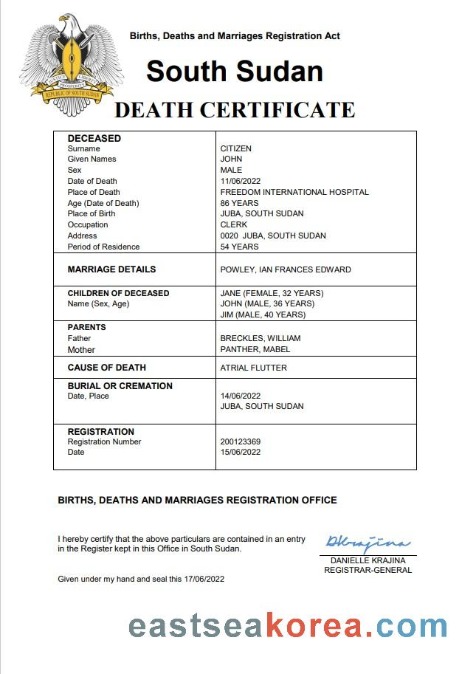 Births, Deaths and Marriages Registration Act
South Sudan
DEATH CERTIFICATE
REPUBLIC OF SOUTH SUDAN
DECEASED
Surname CITIZEN
Given Names JOHN
Sex MALE
Date of Death 11/06/2022
Place of Death FREEDOM INTERNATIONAL HOSPITAL
Age (Date of Death) 86 YEARS
Place of Birth JUBA, SOUTH SUDAN
Occupation CLERK
Address 0020 JUBA, SOUTH SUDAN
Period of Residence 54 YEARS
MARRIAGE DETAILS POWLEY, IAN FRANCES EDWARD
CHILDREN OF DECEASED JANE (FEMALE, 32 YEARS)
Name (Sex, Age) JOHN (MALE, 36 YEARS)
JIM (MALE, 40 YEARS)
PARENTS
Father BRECKLES, WILLIAM
Mother PANTHER, MABEL
CAUSE OF DEATH ATRIAL FLUTTER
BURIAL OR CREMATION
Date, Place 14/06/2022
JUBA, SOUTH SUDAN
REGISTRATION
Registration Number 200123369
Date 15/06/2022
BIRTHS, DEATHS AND MARRIAGES REGISTRATION OFFICE
I hereby certify that the above particulars are contained in an entry
in the Register kept in this Office in South Sudan.
DKrajina
DANIELLE KRAJINA
REGISTRAR-GENERAL
Given under my hand and seal this 17/06/2022
eastseakorea.com